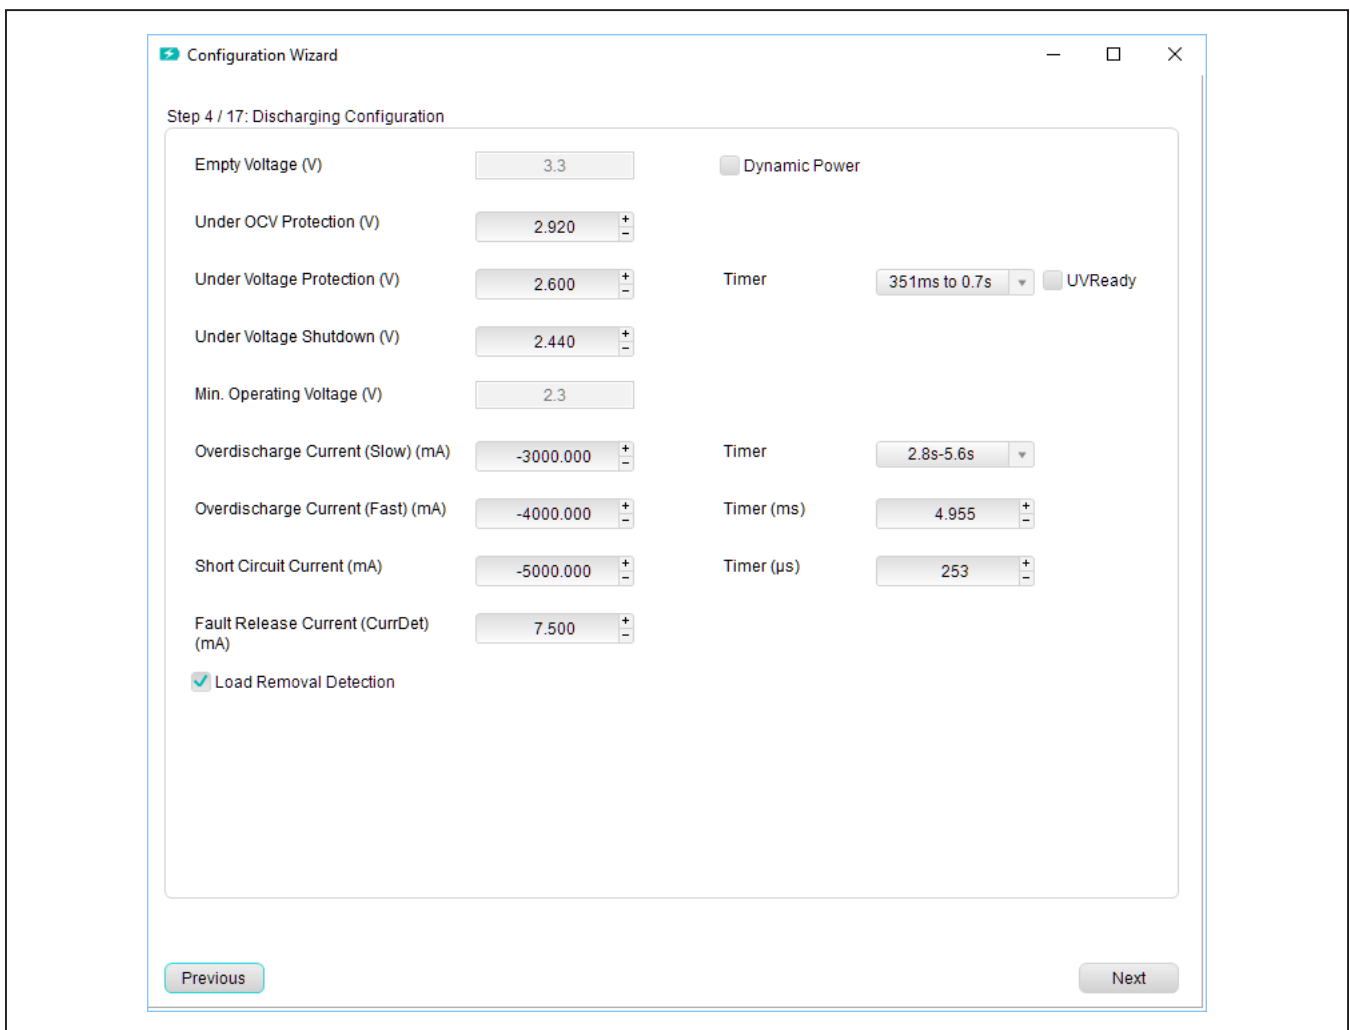 Configuration Wizard
Step 4 / 17: Discharging Configuration
Empty Voltage (V) 3.3 Dynamic Power
Under OCV Protection (V) 2.920
Under Voltage Protection (V) 2.600 Timer 351ms to 0.7s UVReady
Under Voltage Shutdown (V) 2.440
Min. Operating Voltage (V) 2.3
Overdischarge Current (Slow) (mA) -3000.000 Timer 2.8s-5.6s
Overdischarge Current (Fast) (mA) -4000.000 Timer (ms) 4.955
Short Circuit Current (mA) -5000.000 Timer (µs) 253
Fault Release Current (CurrDet) 7.500
(mA)
Load Removal Detection
Previous Next